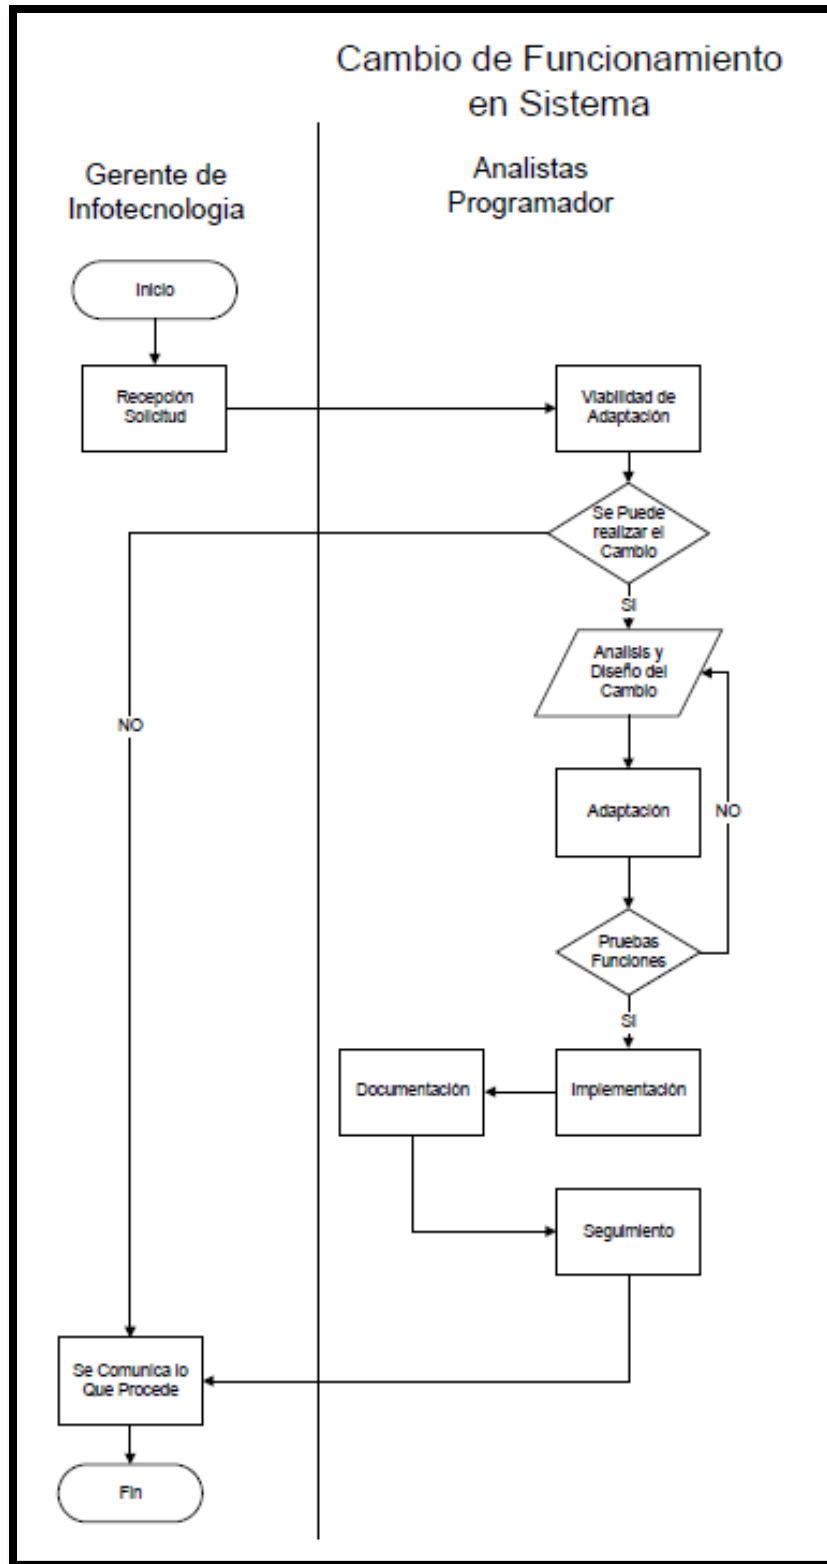 Cambio de Funcionamiento
en Sistema
Gerente de
Infotecnologia
Analistas
Programador
Inicio
Recepción
Solicitud
Viabilidad de
Adaptación
Se Puede
realizar el
Cambio
SI
Analisis y
Diseño del
Cambio
NO
Adaptación
NO
Pruebas
Funciones
SI
Documentación
Implementación
Seguimiento
Se Comunica lo
Que Procede
Fin